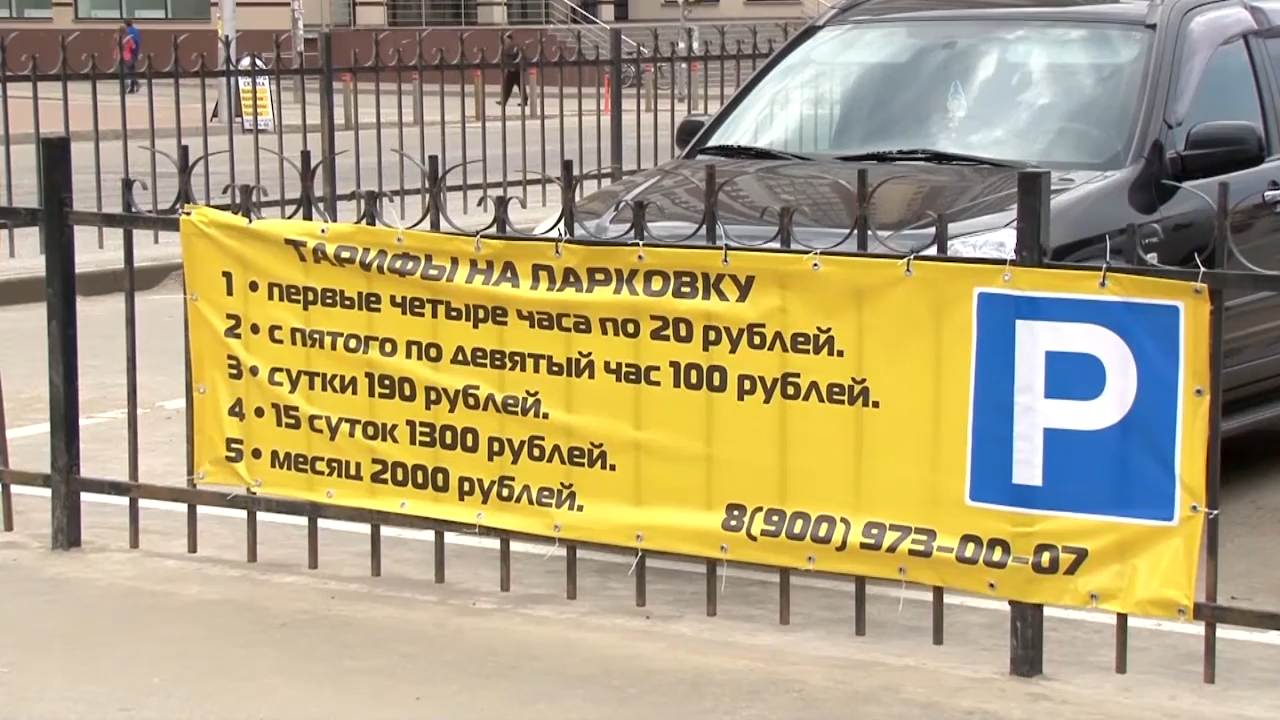 ТАРИФЫ НА ПАРКОВКУ
1 • первые четыре часа по 20 рублей.
2 • с пятого по девятый час 100 рублей.
3 • сутки 190 рублей.
4 • 15 суток 1300 рублей.
5 • месяц 2000 рублей.
8(900) 973-00-07
P